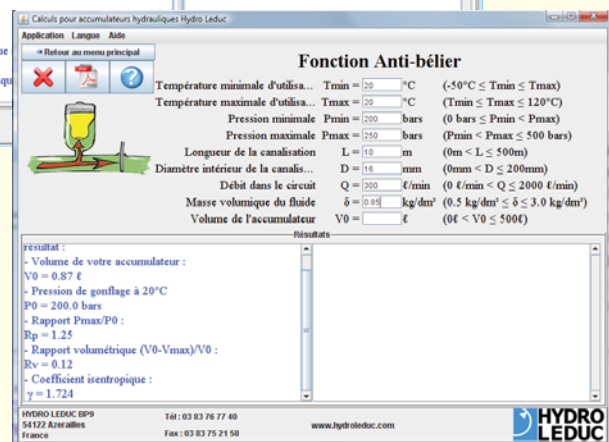 Calculs pour accumulateurs hydrauliques Hydro Leduc
Application Langue Aide
Retour au menu principal
Fonction Anti-bélier
Température minimale d'utilisa... Tmin = 20 °C (-50°C ≤ Tmin ≤ Tmax)
Température maximale d'utilisa... Tmax = 20 °C (Tmin ≤ Tmax ≤ 120°C)
Pression minimale Pmin = 200 bars (0 bars ≤ Pmin < Pmax)
Pression maximale Pmax = 250 bars (Pmin < Pmax ≤ 500 bars)
Longueur de la canalisation L = 10 m (0m < L ≤ 500m)
Diamètre intérieur de la canalis... D = 16 mm (0mm < D ≤ 200mm)
Débit dans le circuit Q = 300 ℓ/min (0 ℓ/min < Q ≤ 2000 ℓ/min)
Masse volumique du fluide δ = 0.85 kg/dm³ (0.5 kg/dm³ ≤ δ ≤ 3.0 kg/dm³)
Volume de l'accumulateur V0 = ℓ (0ℓ < V0 ≤ 500ℓ)
Résultats
résultat :
- Volume de votre accumulateur :
V0 = 0.87 ℓ
- Pression de gonflage à 20°C
P0 = 200.0 bars
- Rapport Pmax/P0 :
Rp = 1.25
- Rapport volumétrique (V0-Vmax)/V0 :
Rv = 0.12
- Coefficient isentropique :
γ = 1.724
HYDRO LEDUC BP9
54122 Azerailles
France
Tél : 03 83 76 77 40
Fax : 03 83 75 21 58
www.hydroleduc.com
HYDRO
LEDUC